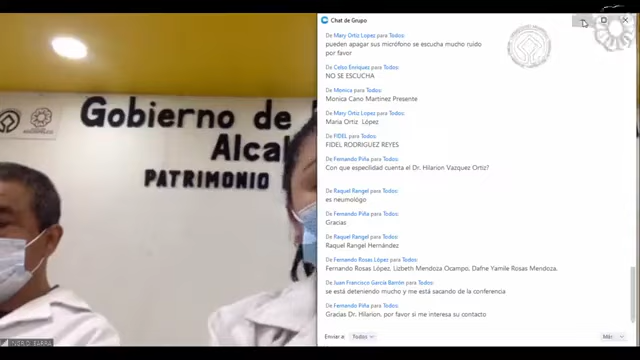 Gobierno de
Alcal
PATRIMONIO
Chat de Grupo
De Mary Ortiz Lopez para Todos:
pueden apagar sus micrófono se escucha mucho ruido
por favor
De Celso Enriquez para Todos:
NO SE ESCUCHA
De Monica para Todos:
Monica Cano Martínez Presente
De Mary Ortiz Lopez para Todos:
Maria Ortiz López
De FIDEL para Todos:
FIDEL RODRIGUEZ REYES
De Fernando Piña para Todos:
Con que especilidad cuenta el Dr. Hilarion Vazquez Ortiz?
De Raquel Rangel para Todos:
es neumológo
De Fernando Piña para Todos:
Gracias
De Raquel Rangel para Todos:
Raquel Rangel Hernández
De Fernando Rosas López para Todos:
Fernando Rosas López, Lizbeth Mendoza Ocampo, Dafne Yamile Rosas Mendoza,
De Juan Francisco García Barrón para Todos:
se está deteniendo mucho y me está sacando de la conferencia
De Fernando Piña para Todos:
Gracias Dr. Hilarion, por favor si me interesa su contacto
Enviar a: Todos
Más